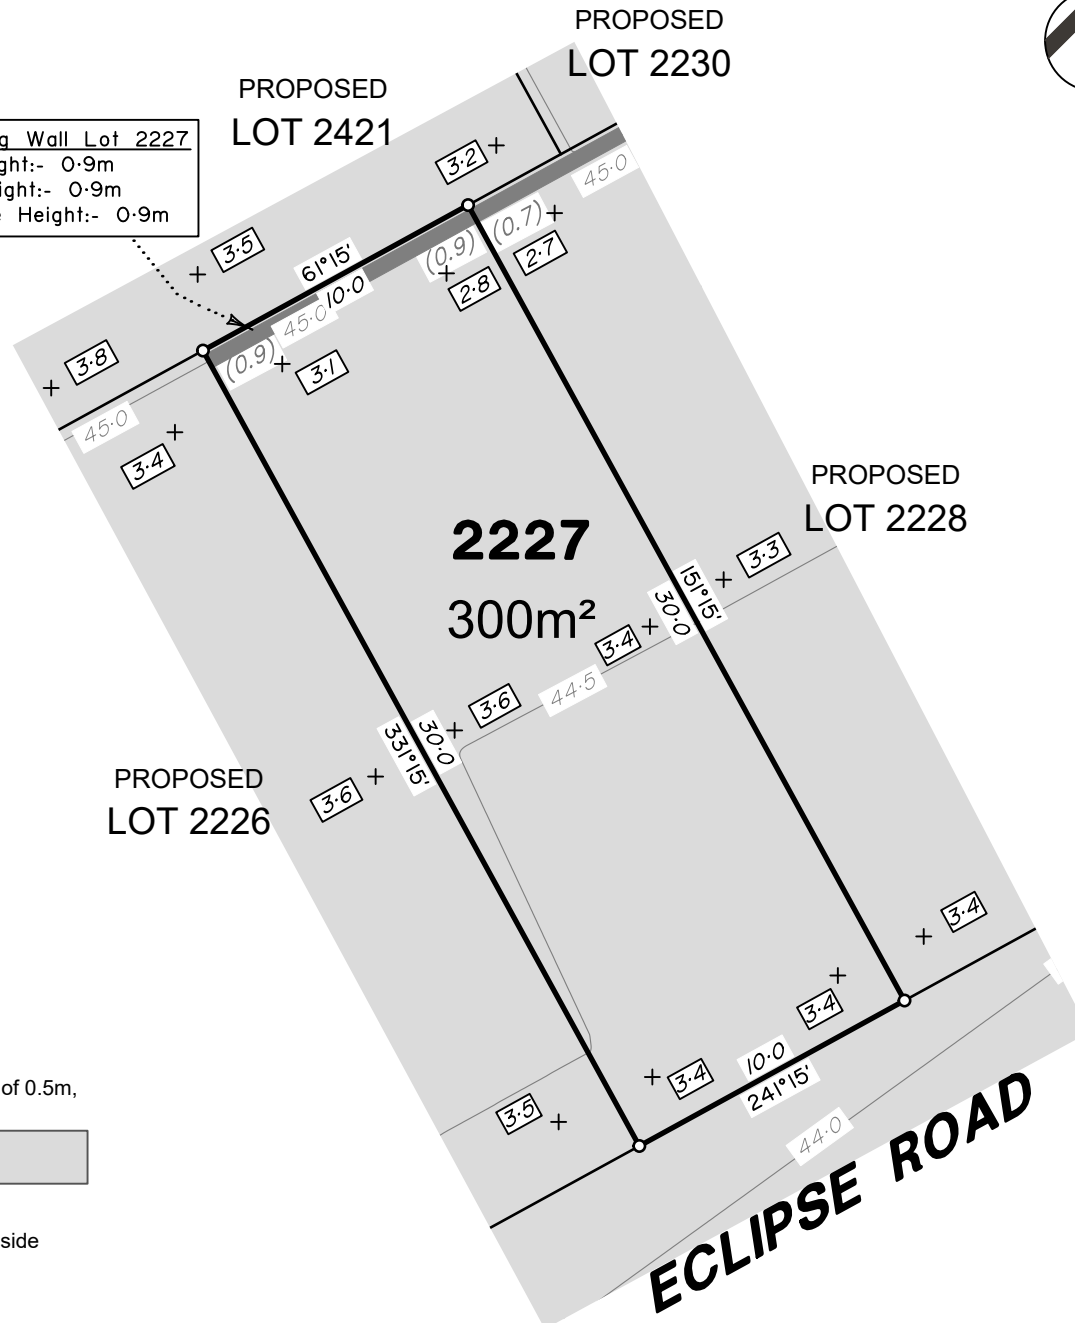 PROPOSED
LOT 2230
PROPOSED
LOT 2421
Wall Lot 2227
0·9m
0·9m
Height:- 0·9m
3·2
45·0
(0.7)
2·7
(0.9)
2·8
3·5
61°15'
10·0
45·0
(0.9)
3·1
3·8
45·0
3·4
PROPOSED
LOT 2228
2227
300m²
3·3
151°15'
30·0
3·4
44·5
3·6
30·0
331°15'
3·6
PROPOSED
LOT 2226
3·4
3·4
10·0
241°15'
3·4
3·5
44·0
ECLIPSE ROAD
of 0.5m,
side